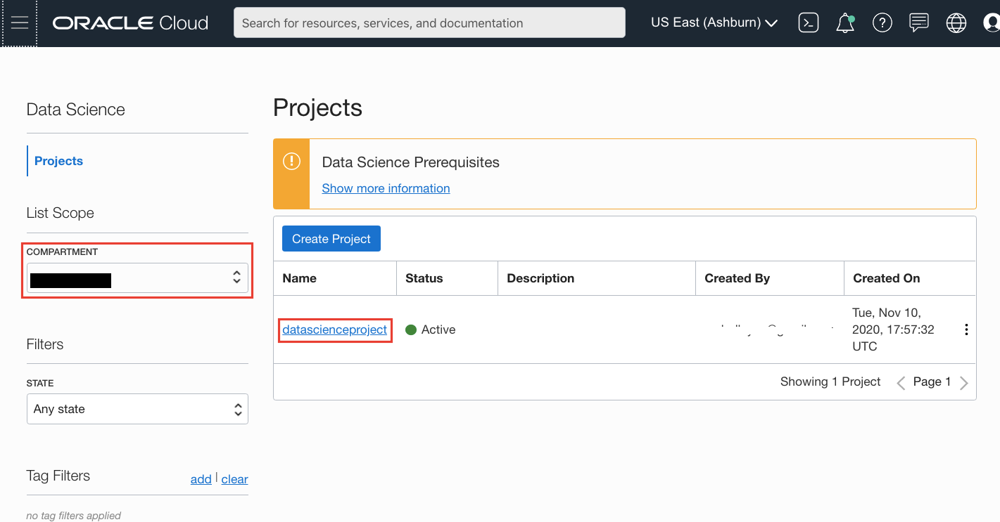 ORACLE Cloud
Search for resources, services, and documentation
US East (Ashburn)
Data Science
Projects
List Scope
COMPARTMENT
Filters
STATE
Any state
Tag Filters
add | clear
no tag filters applied
Projects
Data Science Prerequisites
Show more information
Create Project
Name Status Description Created By Created On
datascienceproject Active Tue, Nov 10,
2020, 17:57:32
UTC
Showing 1 Project Page 1